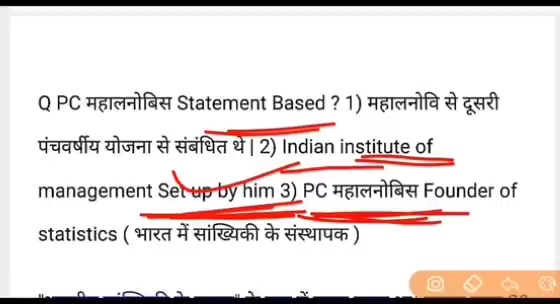 Q PC महालनोबिस Statement Based ? 1) महालनोवि से दूसरी
पंचवर्षीय योजना से संबंधित थे | 2) Indian institute of
management Set up by him 3) PC महालनोबिस Founder of
statistics ( भारत में सांख्यिकी के संस्थापक )